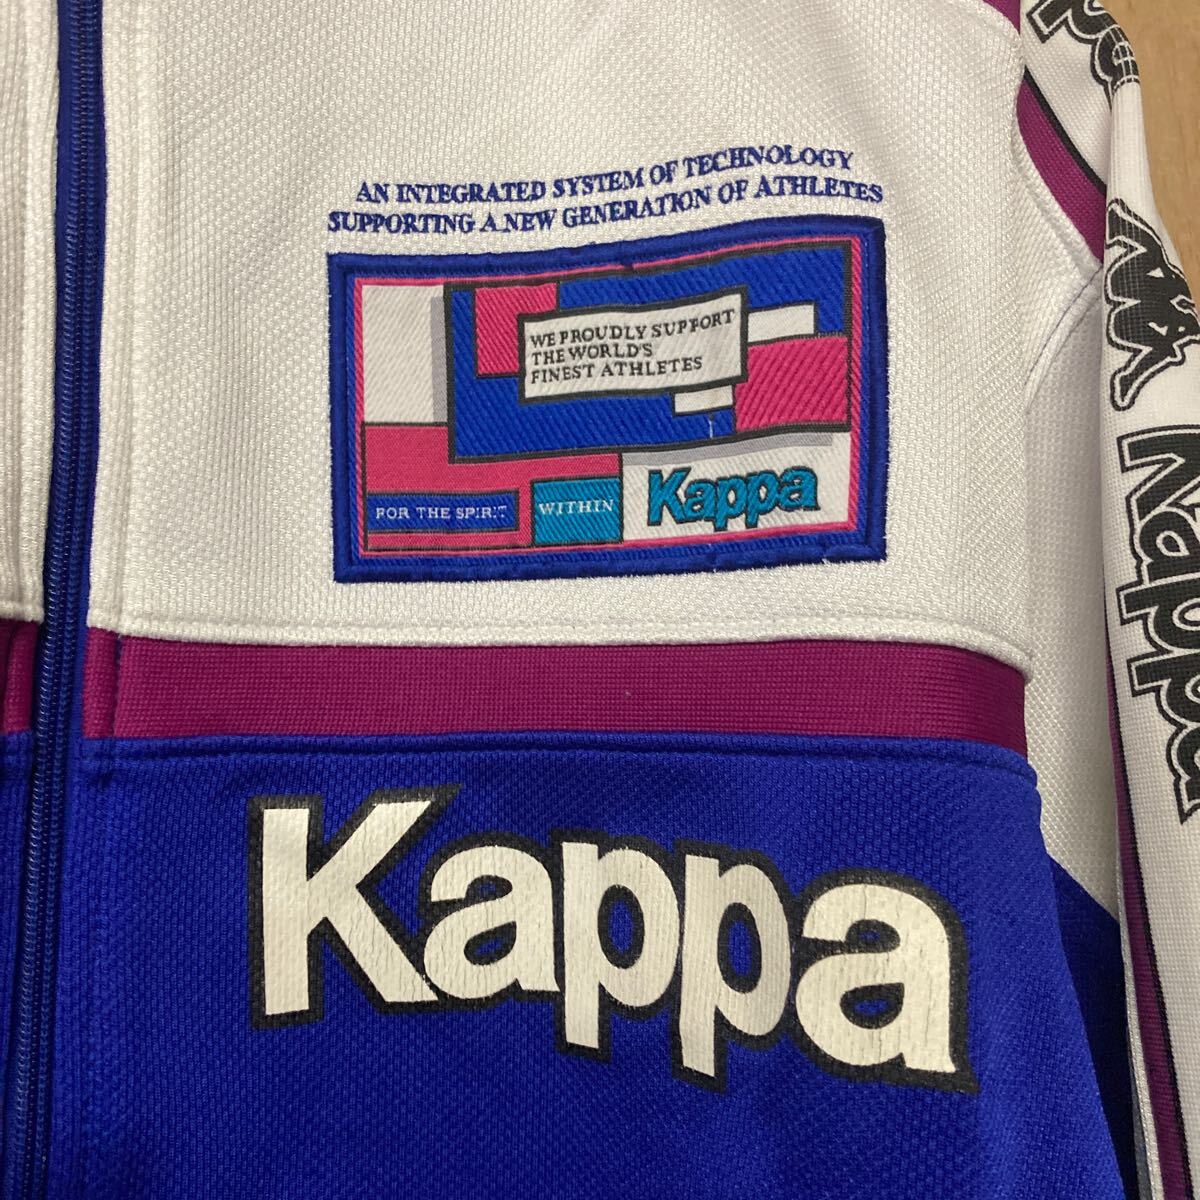 AN INTEGRATED SYSTEM OF TECHNOLOGY
SUPPORTING A NEW GENERATION OF ATHLETES
WE PROUDLY SUPPORT
THE WORLD'S
FINEST ATHLETES
FOR THE SPIRIT
WITHIN
Kappa
Kappa
Kappa